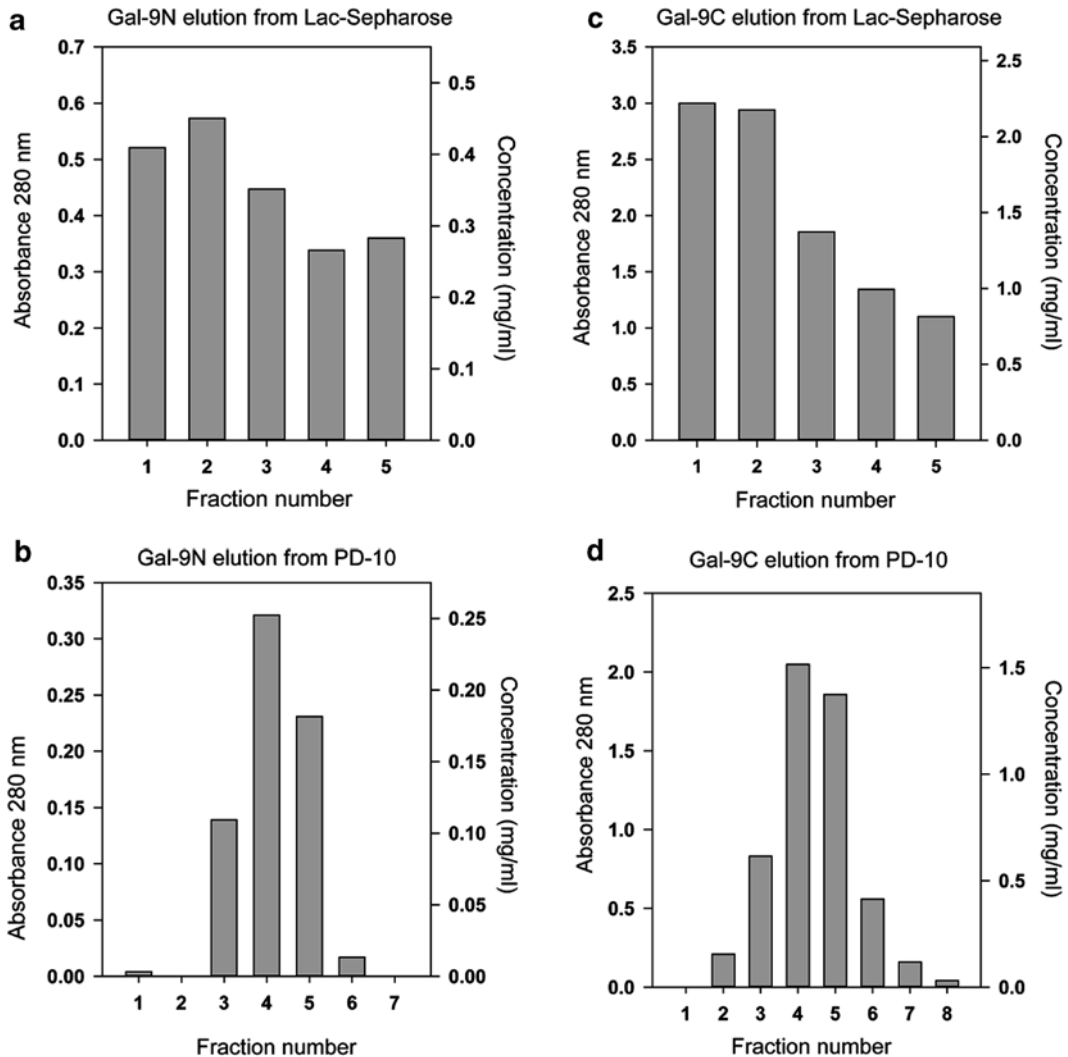 a
Gal-9N elution from Lac-Sepharose
0.7
0.6
0.5
0.4
0.3
0.2
0.1
0.0
Absorbance 280 nm
0.5
0.4
0.3
0.2
0.1
0.0
Concentration (mg/ml)
1 2 3 4 5
Fraction number
c
Gal-9C elution from Lac-Sepharose
3.5
3.0
2.5
2.0
1.5
1.0
0.5
0.0
Absorbance 280 nm
2.5
2.0
1.5
1.0
0.5
0.0
Concentration (mg/ml)
1 2 3 4 5
Fraction number
b
Gal-9N elution from PD-10
0.35
0.30
0.25
0.20
0.15
0.10
0.05
0.00
Absorbance 280 nm
0.25
0.20
0.15
0.10
0.05
0.00
Concentration (mg/ml)
1 2 3 4 5 6 7
Fraction number
d
Gal-9C elution from PD-10
2.5
2.0
1.5
1.0
0.5
0.0
Absorbance 280 nm
1.5
1.0
0.5
0.0
Concentration (mg/ml)
1 2 3 4 5 6 7 8
Fraction number